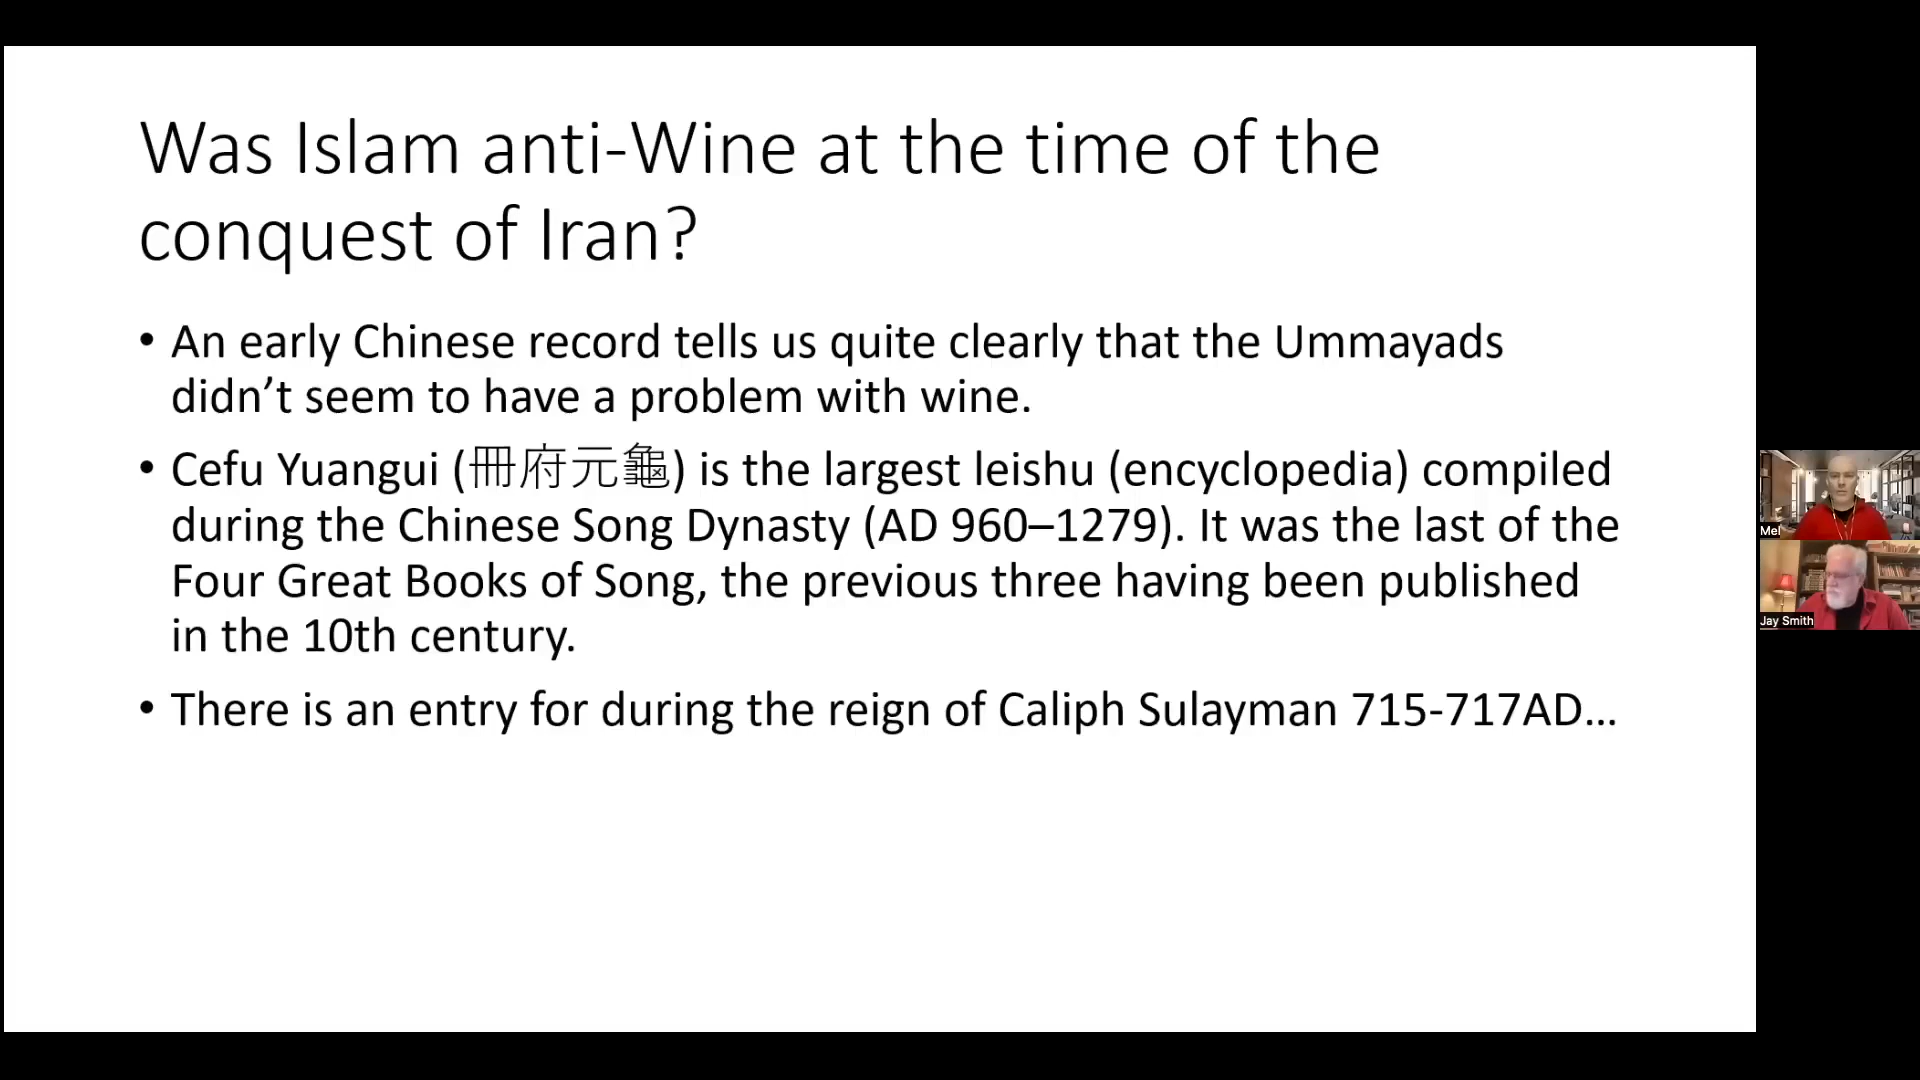 Was Islam anti-Wine at the time of the
conquest of Iran?
• An early Chinese record tells us quite clearly that the Ummayads
didn’t seem to have a problem with wine.
• Cefu Yuangui (冊府元龜) is the largest leishu (encyclopedia) compiled
during the Chinese Song Dynasty (AD 960–1279). It was the last of the
Four Great Books of Song, the previous three having been published
in the 10th century.
• There is an entry for during the reign of Caliph Sulayman 715-717AD...
Mel
Jay Smith